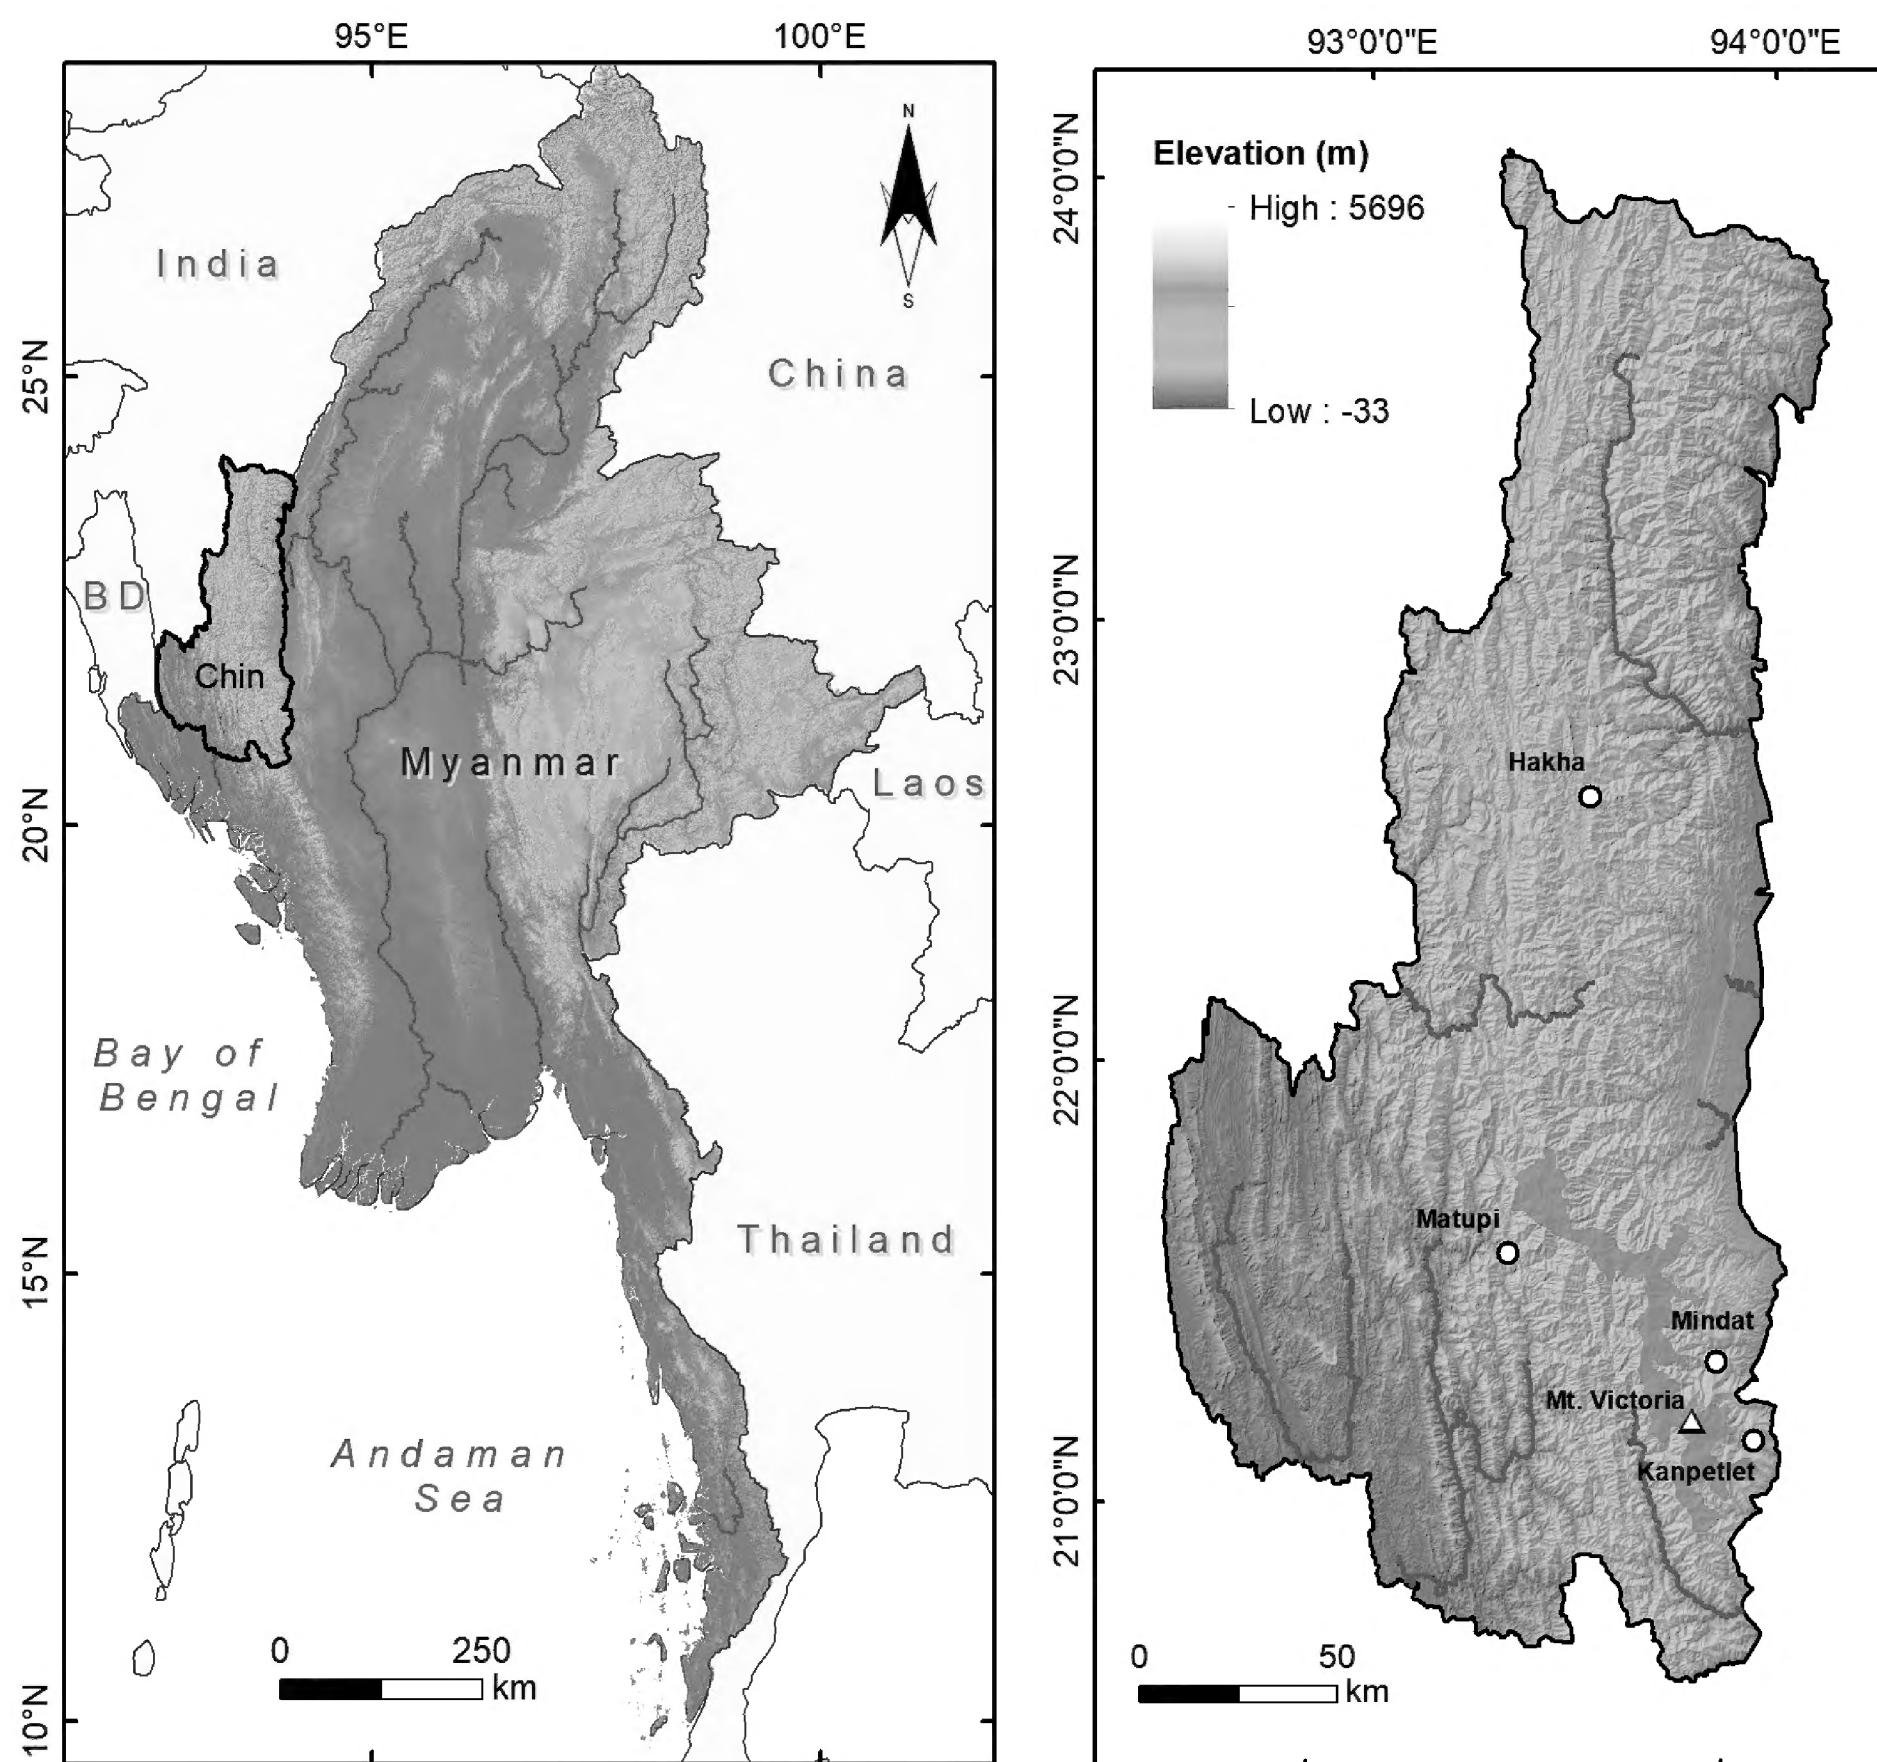 95°E
100°E
N
S
India
China
25°N
BD
Chin
Myanmar
Laos
20°N
Bay of
Bengal
Thailand
15°N
Andaman
Sea
0
250
km
10°N
93°0'0"E
94°0'0"E
Elevation (m)
High : 5696
Low : -33
24°0'0"N
23°0'0"N
Hakha
22°0'0"N
Matupi
Mindat
Mt. Victoria
Kanpetlet
21°0'0"N
0
50
km